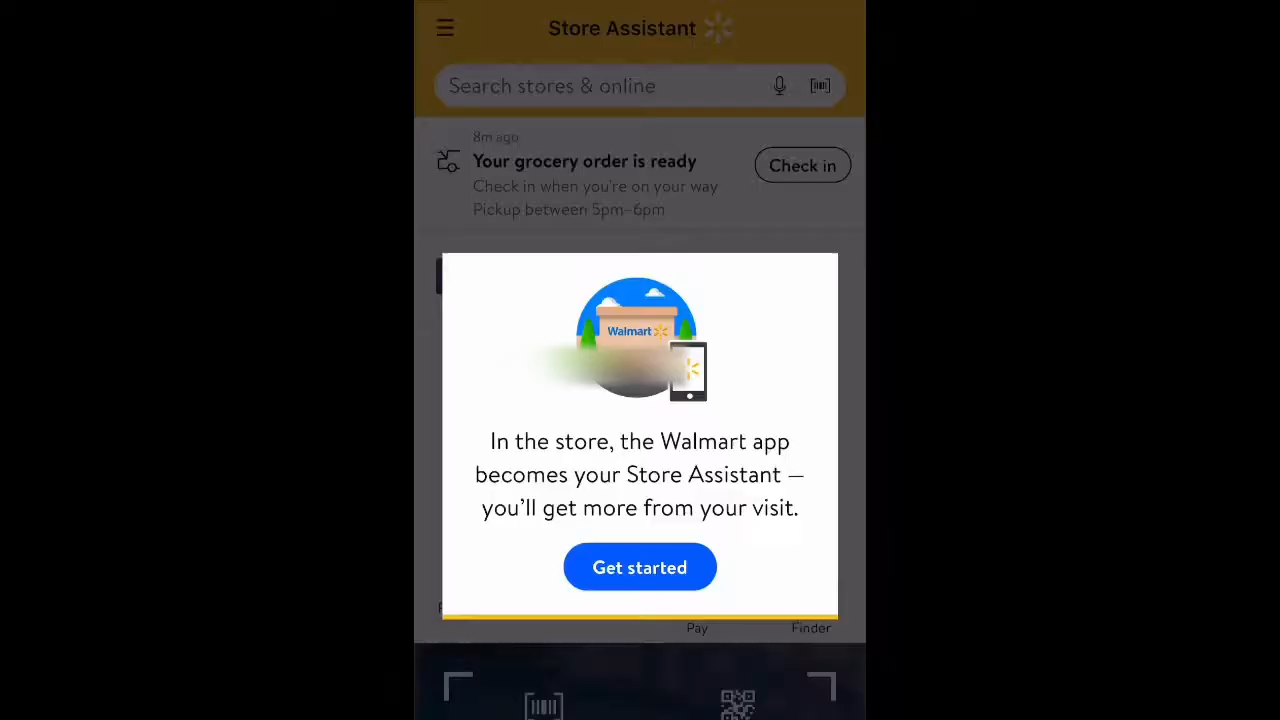 Store Assistant
Search stores & online
8m ago
Your grocery order is ready
Check in when you're on your way
Pickup between 5pm–6pm
Check in
Walmart
In the store, the Walmart app
becomes your Store Assistant —
you'll get more from your visit.
Get started
Pay
Finder